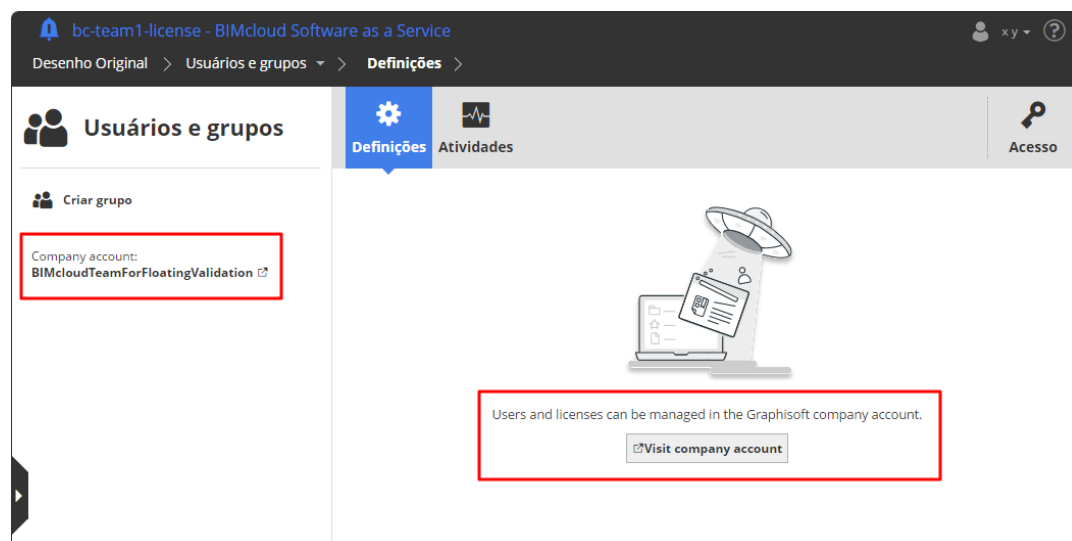 bc-team1-license - BIMcloud Software as a Service
x y
Desenho Original > Usuários e grupos > Definições >
Usuários e grupos
Definições
Atividades
Acesso
Criar grupo
Company account:
BIMcloudTeamForFloatingValidation
Users and licenses can be managed in the Graphisoft company account.
Visit company account